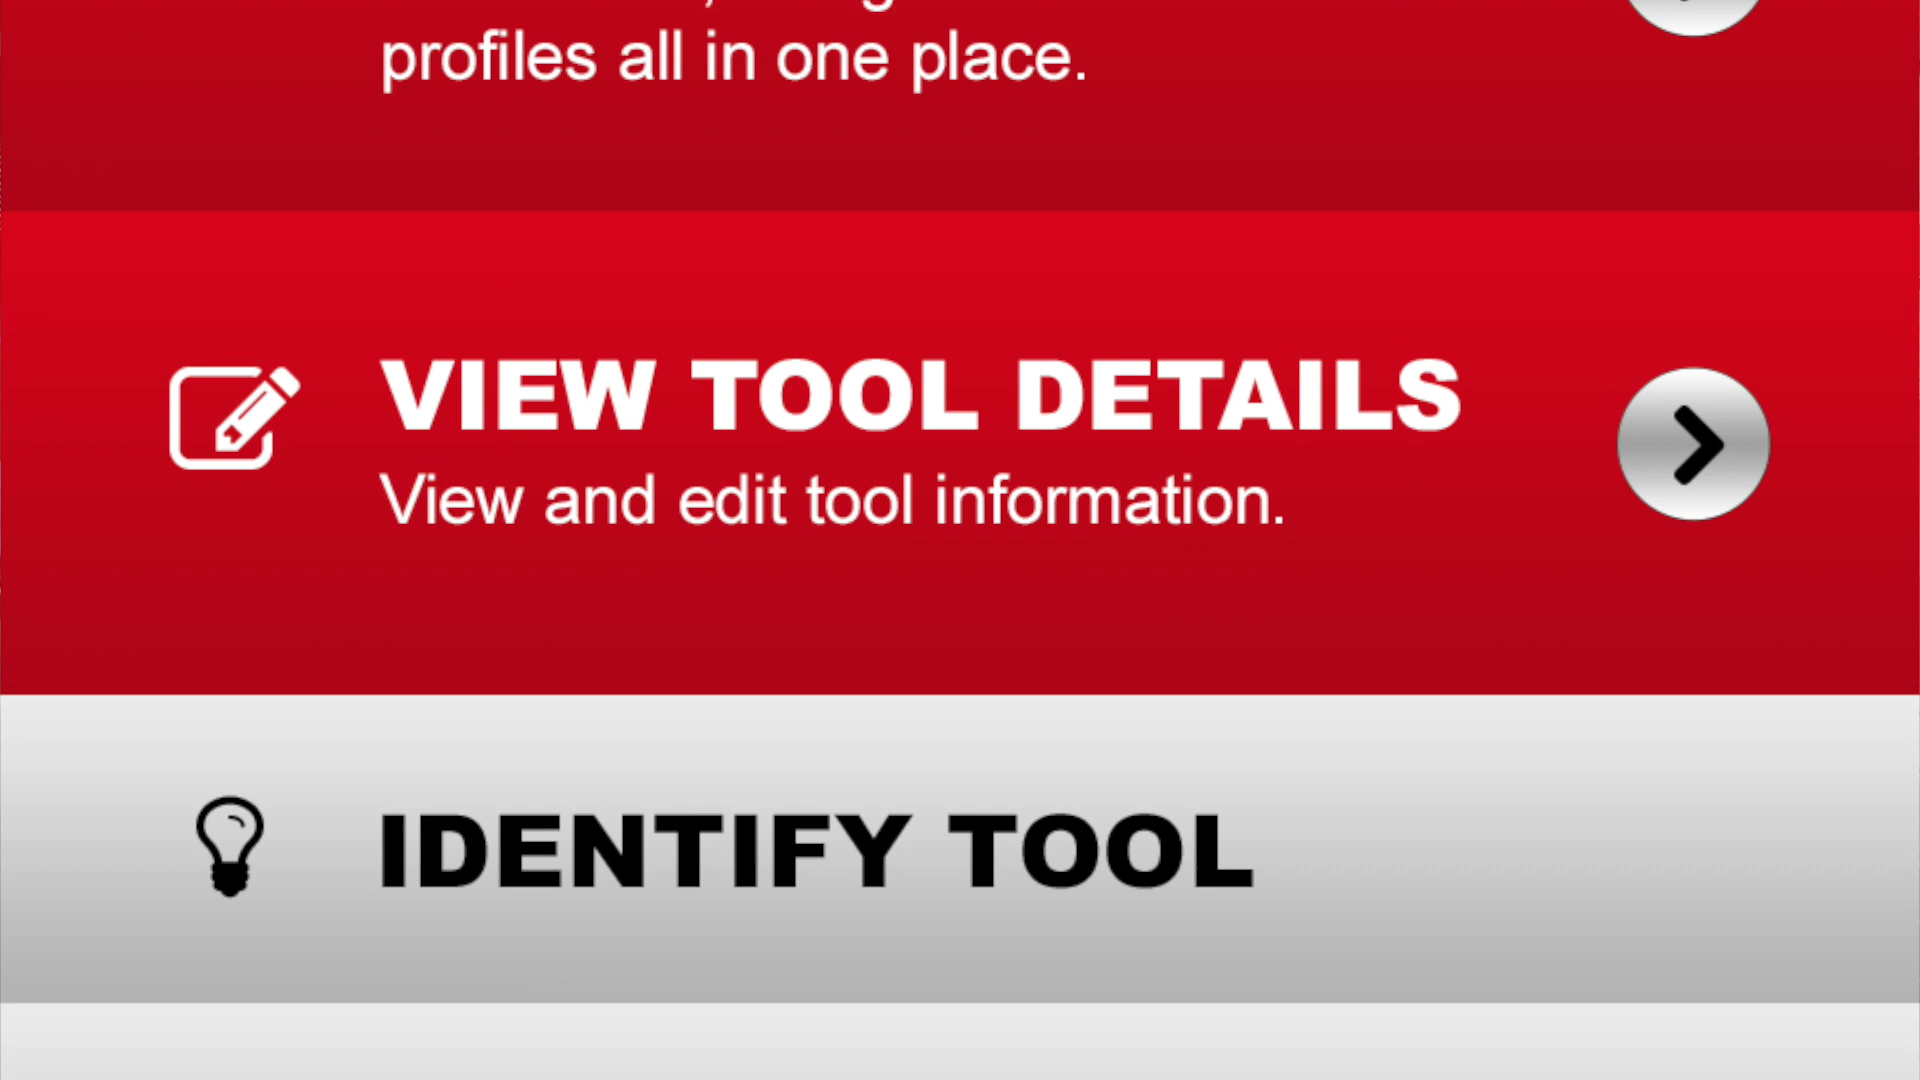 profiles all in one place.
VIEW TOOL DETAILS
View and edit tool information.
IDENTIFY TOOL